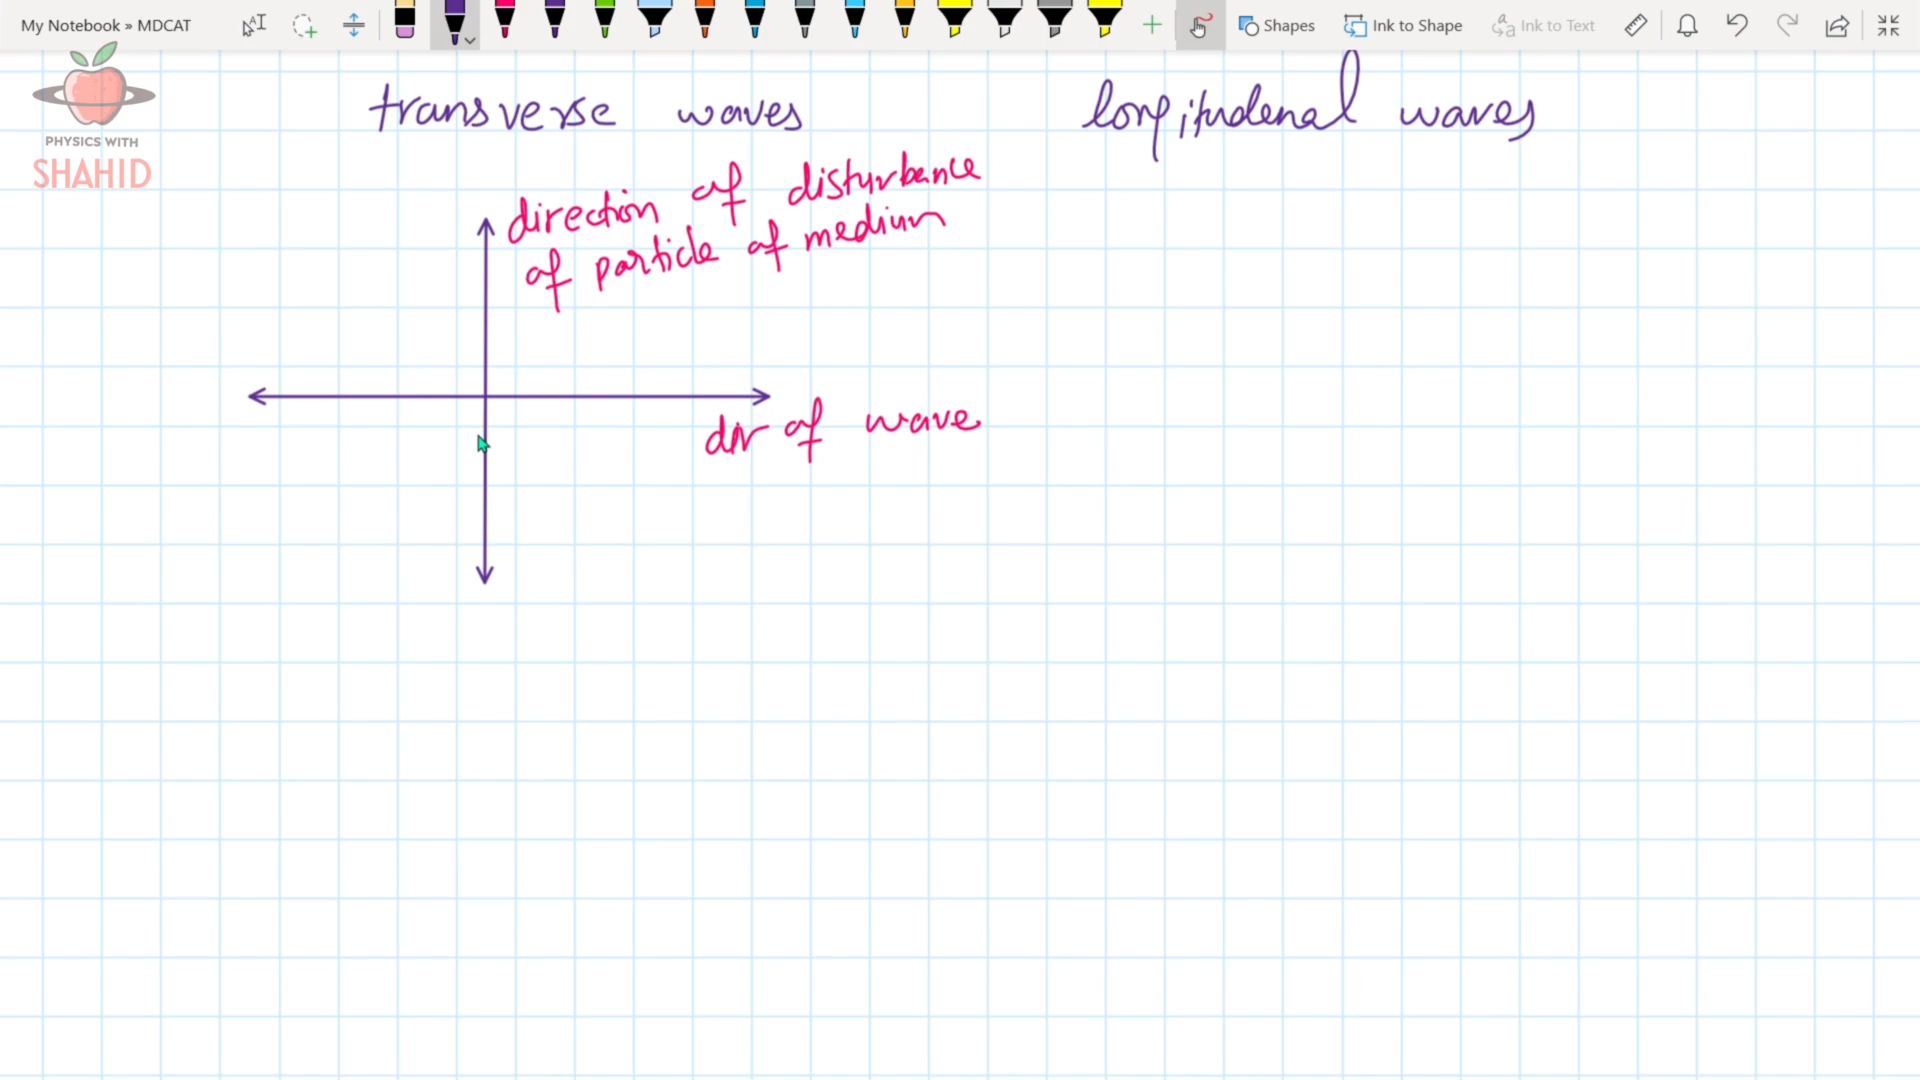 My Notebook » MDCAT
Shapes
Ink to Shape
Ink to Text
PHYSICS WITH
SHAHID
transverse waves
longitudenal waves
direction of disturbance
of particle of medium
dir of wave